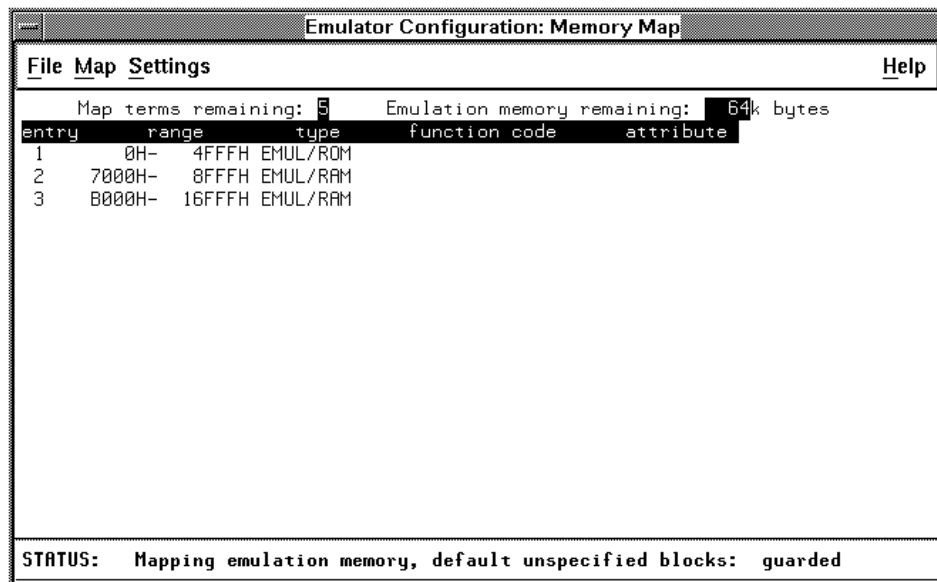 Emulator Configuration: Memory Map
File Map Settings Help
Map terms remaining: 5 Emulation memory remaining: 64k bytes
entry range type function code attribute
1 0H- 4FFFH EMUL/ROM
2 7000H- 8FFFH EMUL/RAM
3 B000H- 16FFFH EMUL/RAM
STATUS: Mapping emulation memory, default unspecified blocks: guarded